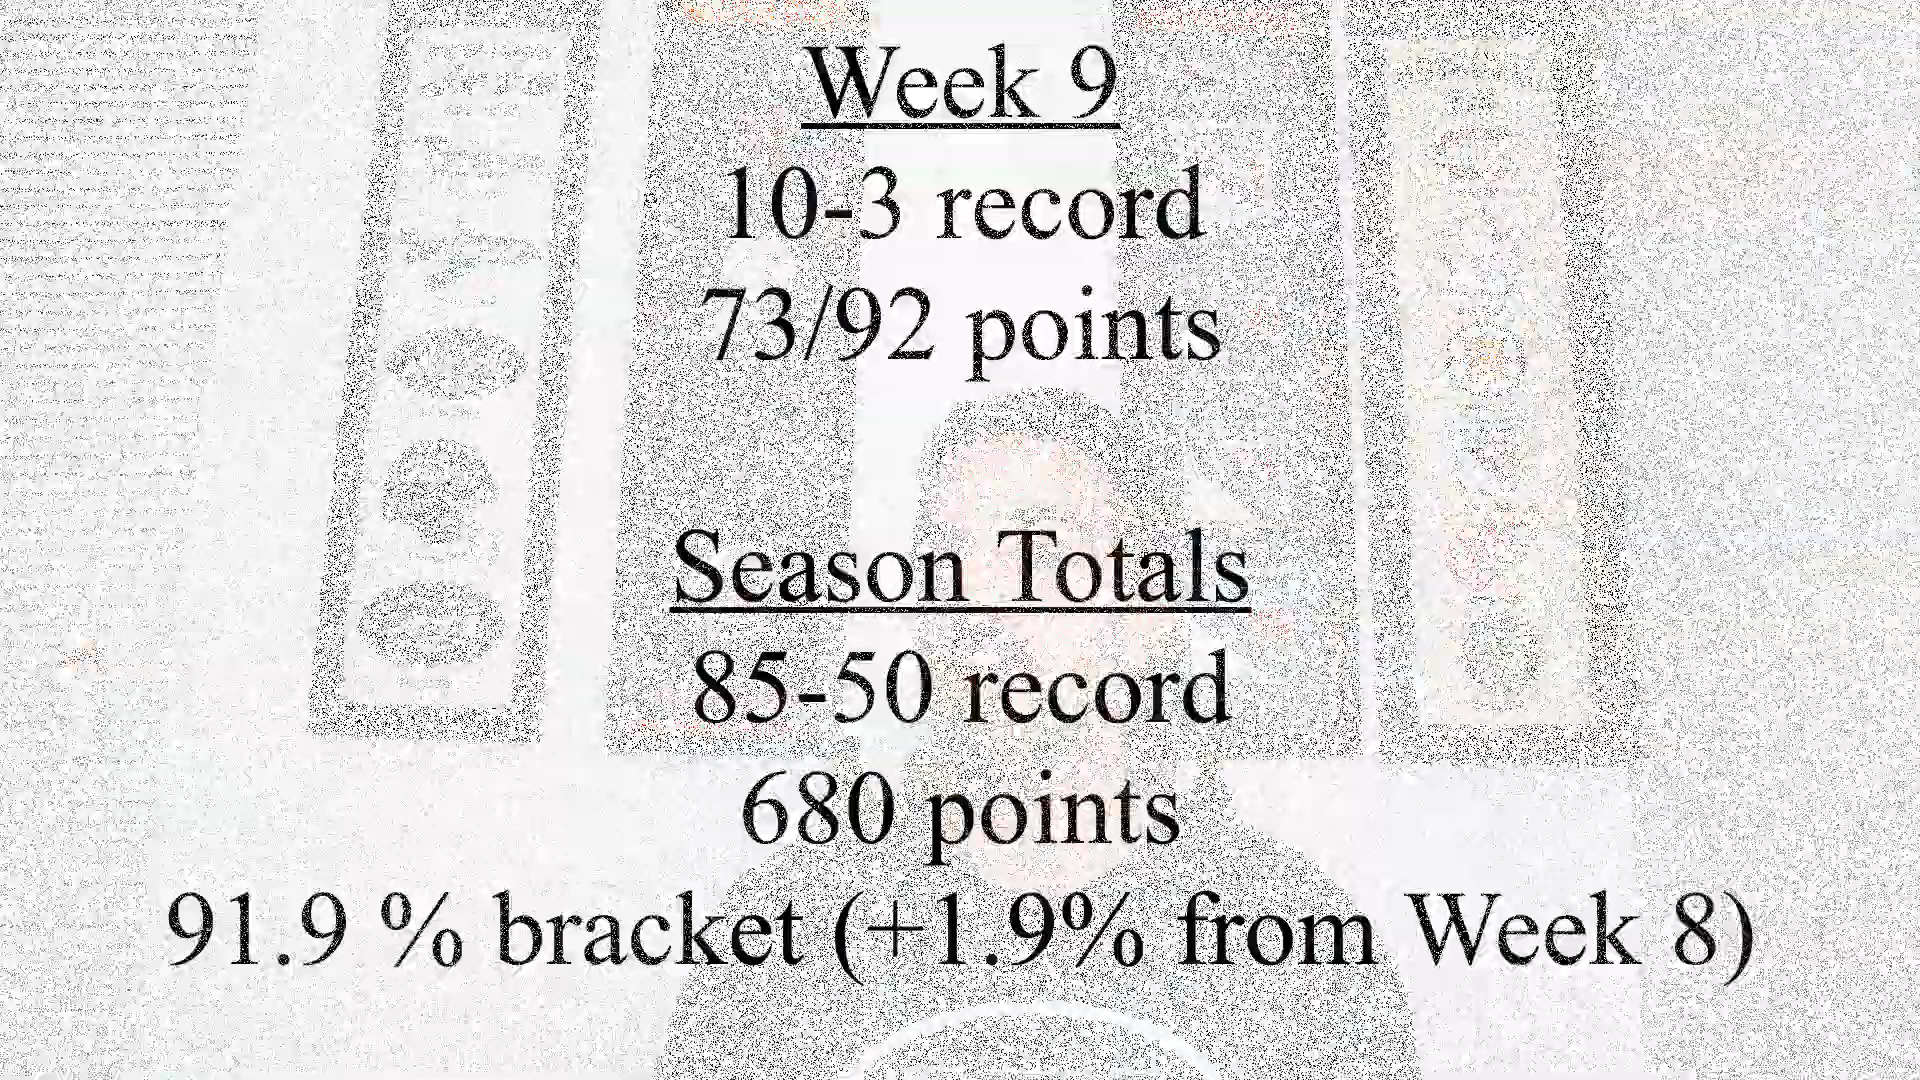 Week 9
10-3 record
73/92 points
Season Totals
85-50 record
680 points
91.9 % bracket (+1.9% from Week 8)